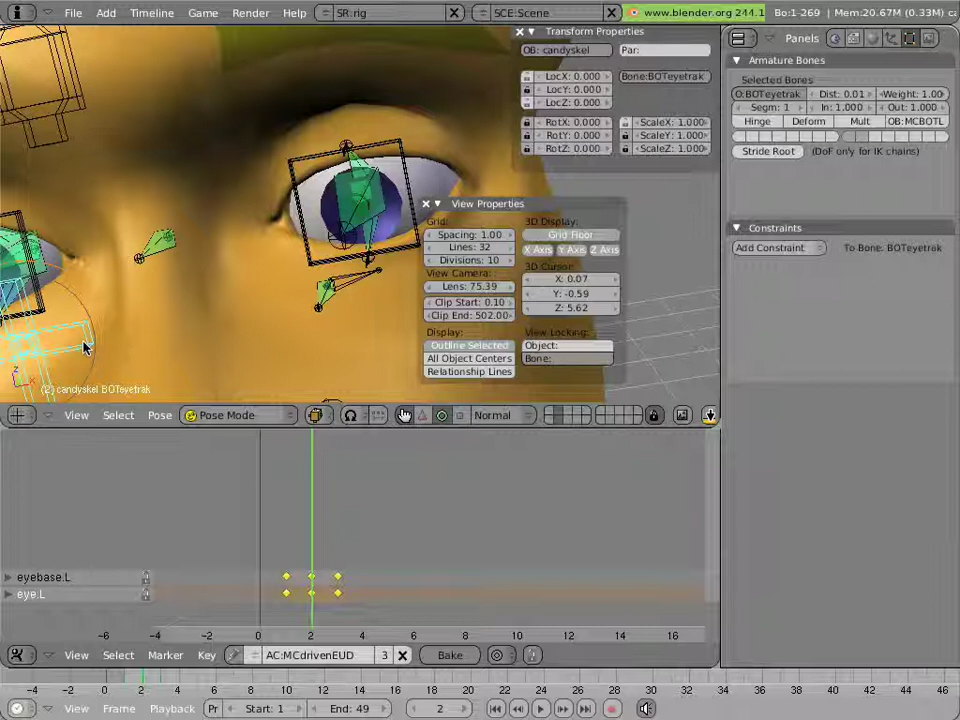 File Add Timeline Game Render Help SR:rig SCE:Scene www.blender.org 244.1 Bo:1-269 | Mem:20.67M (0.33M)
Transform Properties
OB: candyskel Par:
LocX: 0.000 Bone:BOTeyetrak
LocY: 0.000
LocZ: 0.000
RotX: 0.000 ScaleX: 1.000
RotY: 0.000 ScaleY: 1.000
RotZ: 0.000 ScaleZ: 1.000
View Properties
Grid: 3D Display:
Spacing: 1.00 Grid Floor
Lines: 32 X Axis Y Axis Z Axis
Divisions: 10 3D Cursor:
View Camera: X: 0.07
Lens: 75.39 Y: -0.59
Clip Start: 0.10 Z: 5.62
Clip End: 502.00
Display: View Locking:
Outline Selected Object:
All Object Centers Bone:
Relationship Lines
z
x
(2) candyskel BOTeyetrak
View Select Pose Pose Mode Normal
Panels
Armature Bones
Selected Bones
O:BOTeyetrak Dist: 0.01 Weight: 1.00
Segm: 1 In: 1.000 Out: 1.000
Hinge Deform Mult OB:MCBOTL
Stride Root (DoF only for IK chains)
Constraints
Add Constraint To Bone: BOTeyetrak
eyebase.L
eye.L
-6 -4 -2 0 2 4 6 8 10 12 14 16
View Select Marker Key AC:MCdrivenEUD 3 Bake
-4 -2 0 2 4 6 8 10 12 14 16 18 20 22 24 26 28 30 32 34 36 38 40 42 44 46
View Frame Playback Pr Start: 1 End: 49 2